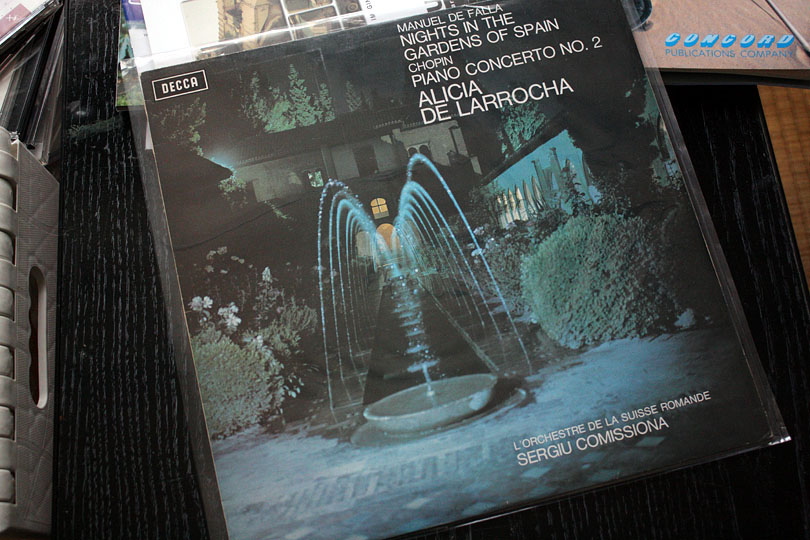 MANUEL DE FALLA
NIGHTS IN THE
GARDENS OF SPAIN
CHOPIN
PIANO CONCERTO NO. 2
ALICIA
DE LARROCHA
DECCA
CONCORD
PUBLICATIONS COMPANY
L'ORCHESTRE DE LA SUISSE ROMANDE
SERGIU COMISSIONA